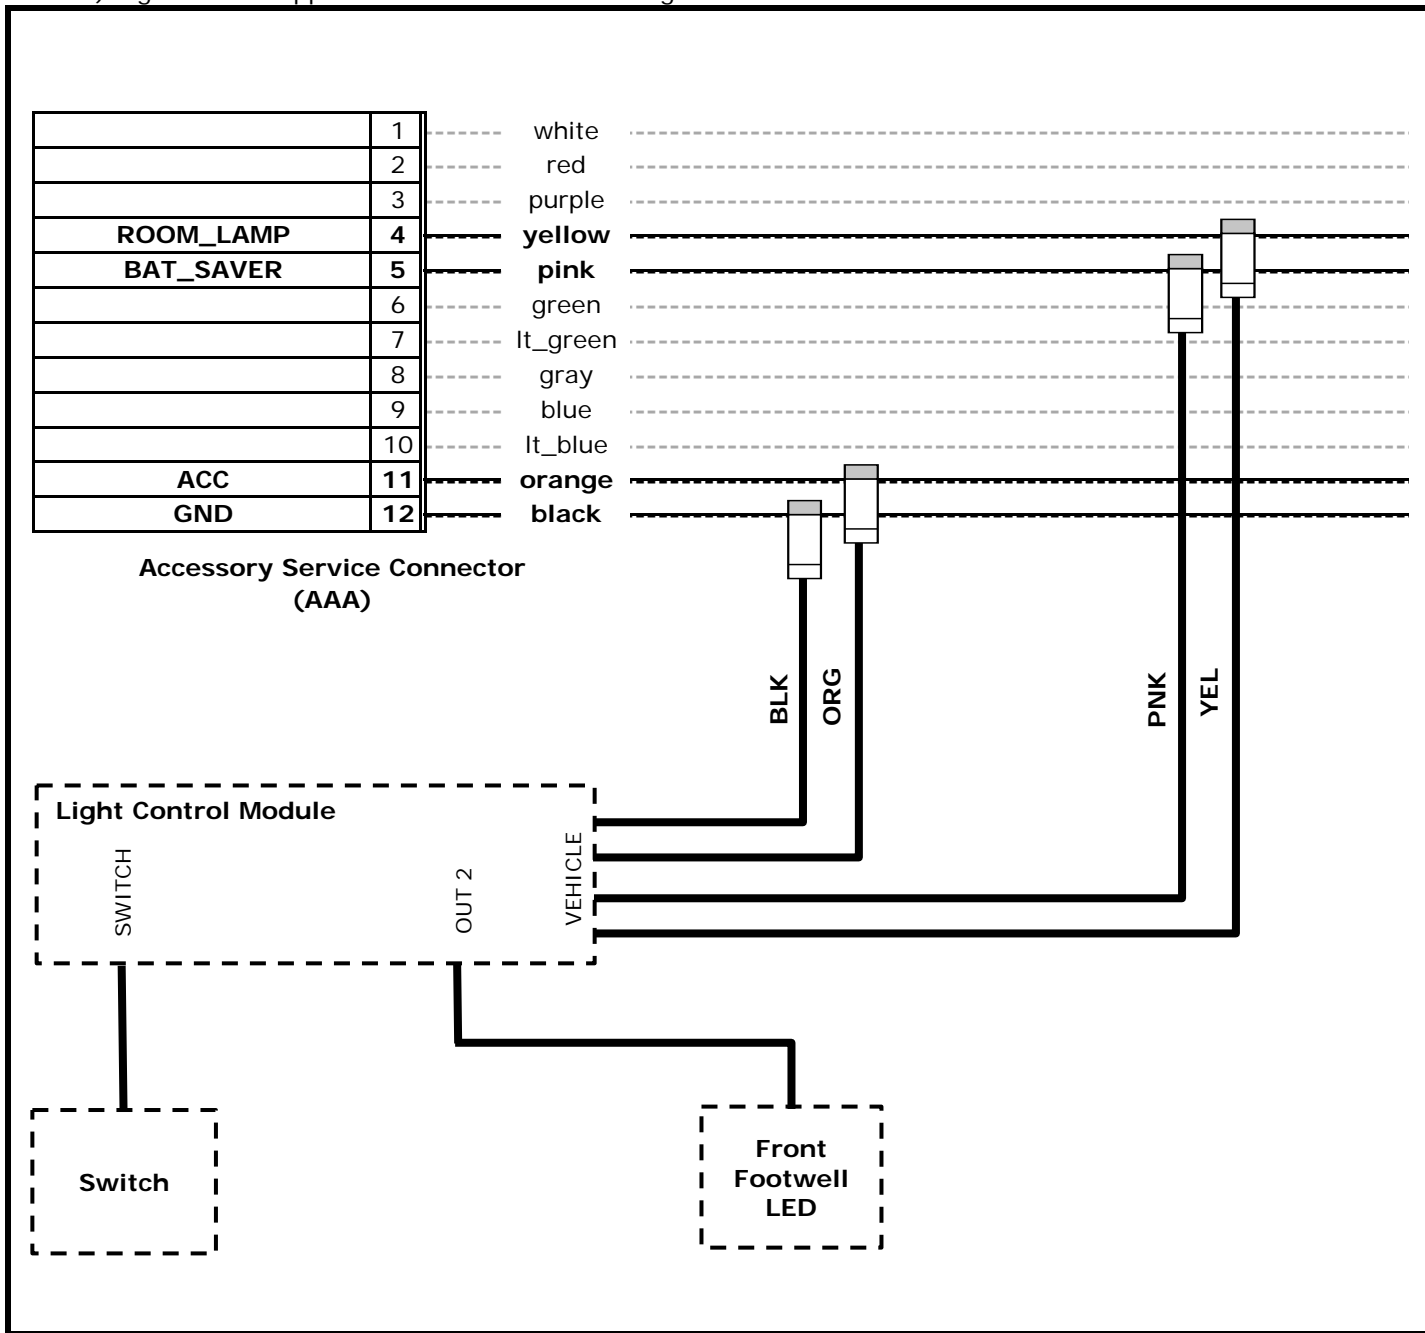 1 white
2 red
3 purple
ROOM_LAMP 4 yellow
BAT_SAVER 5 pink
6 green
7 lt_green
8 gray
9 blue
10 lt_blue
ACC 11 orange
GND 12 black
Accessory Service Connector
(AAA)
BLK
ORG
PNK
YEL
Light Control Module
SWITCH
OUT 2
VEHICLE
Switch
Front
Footwell
LED